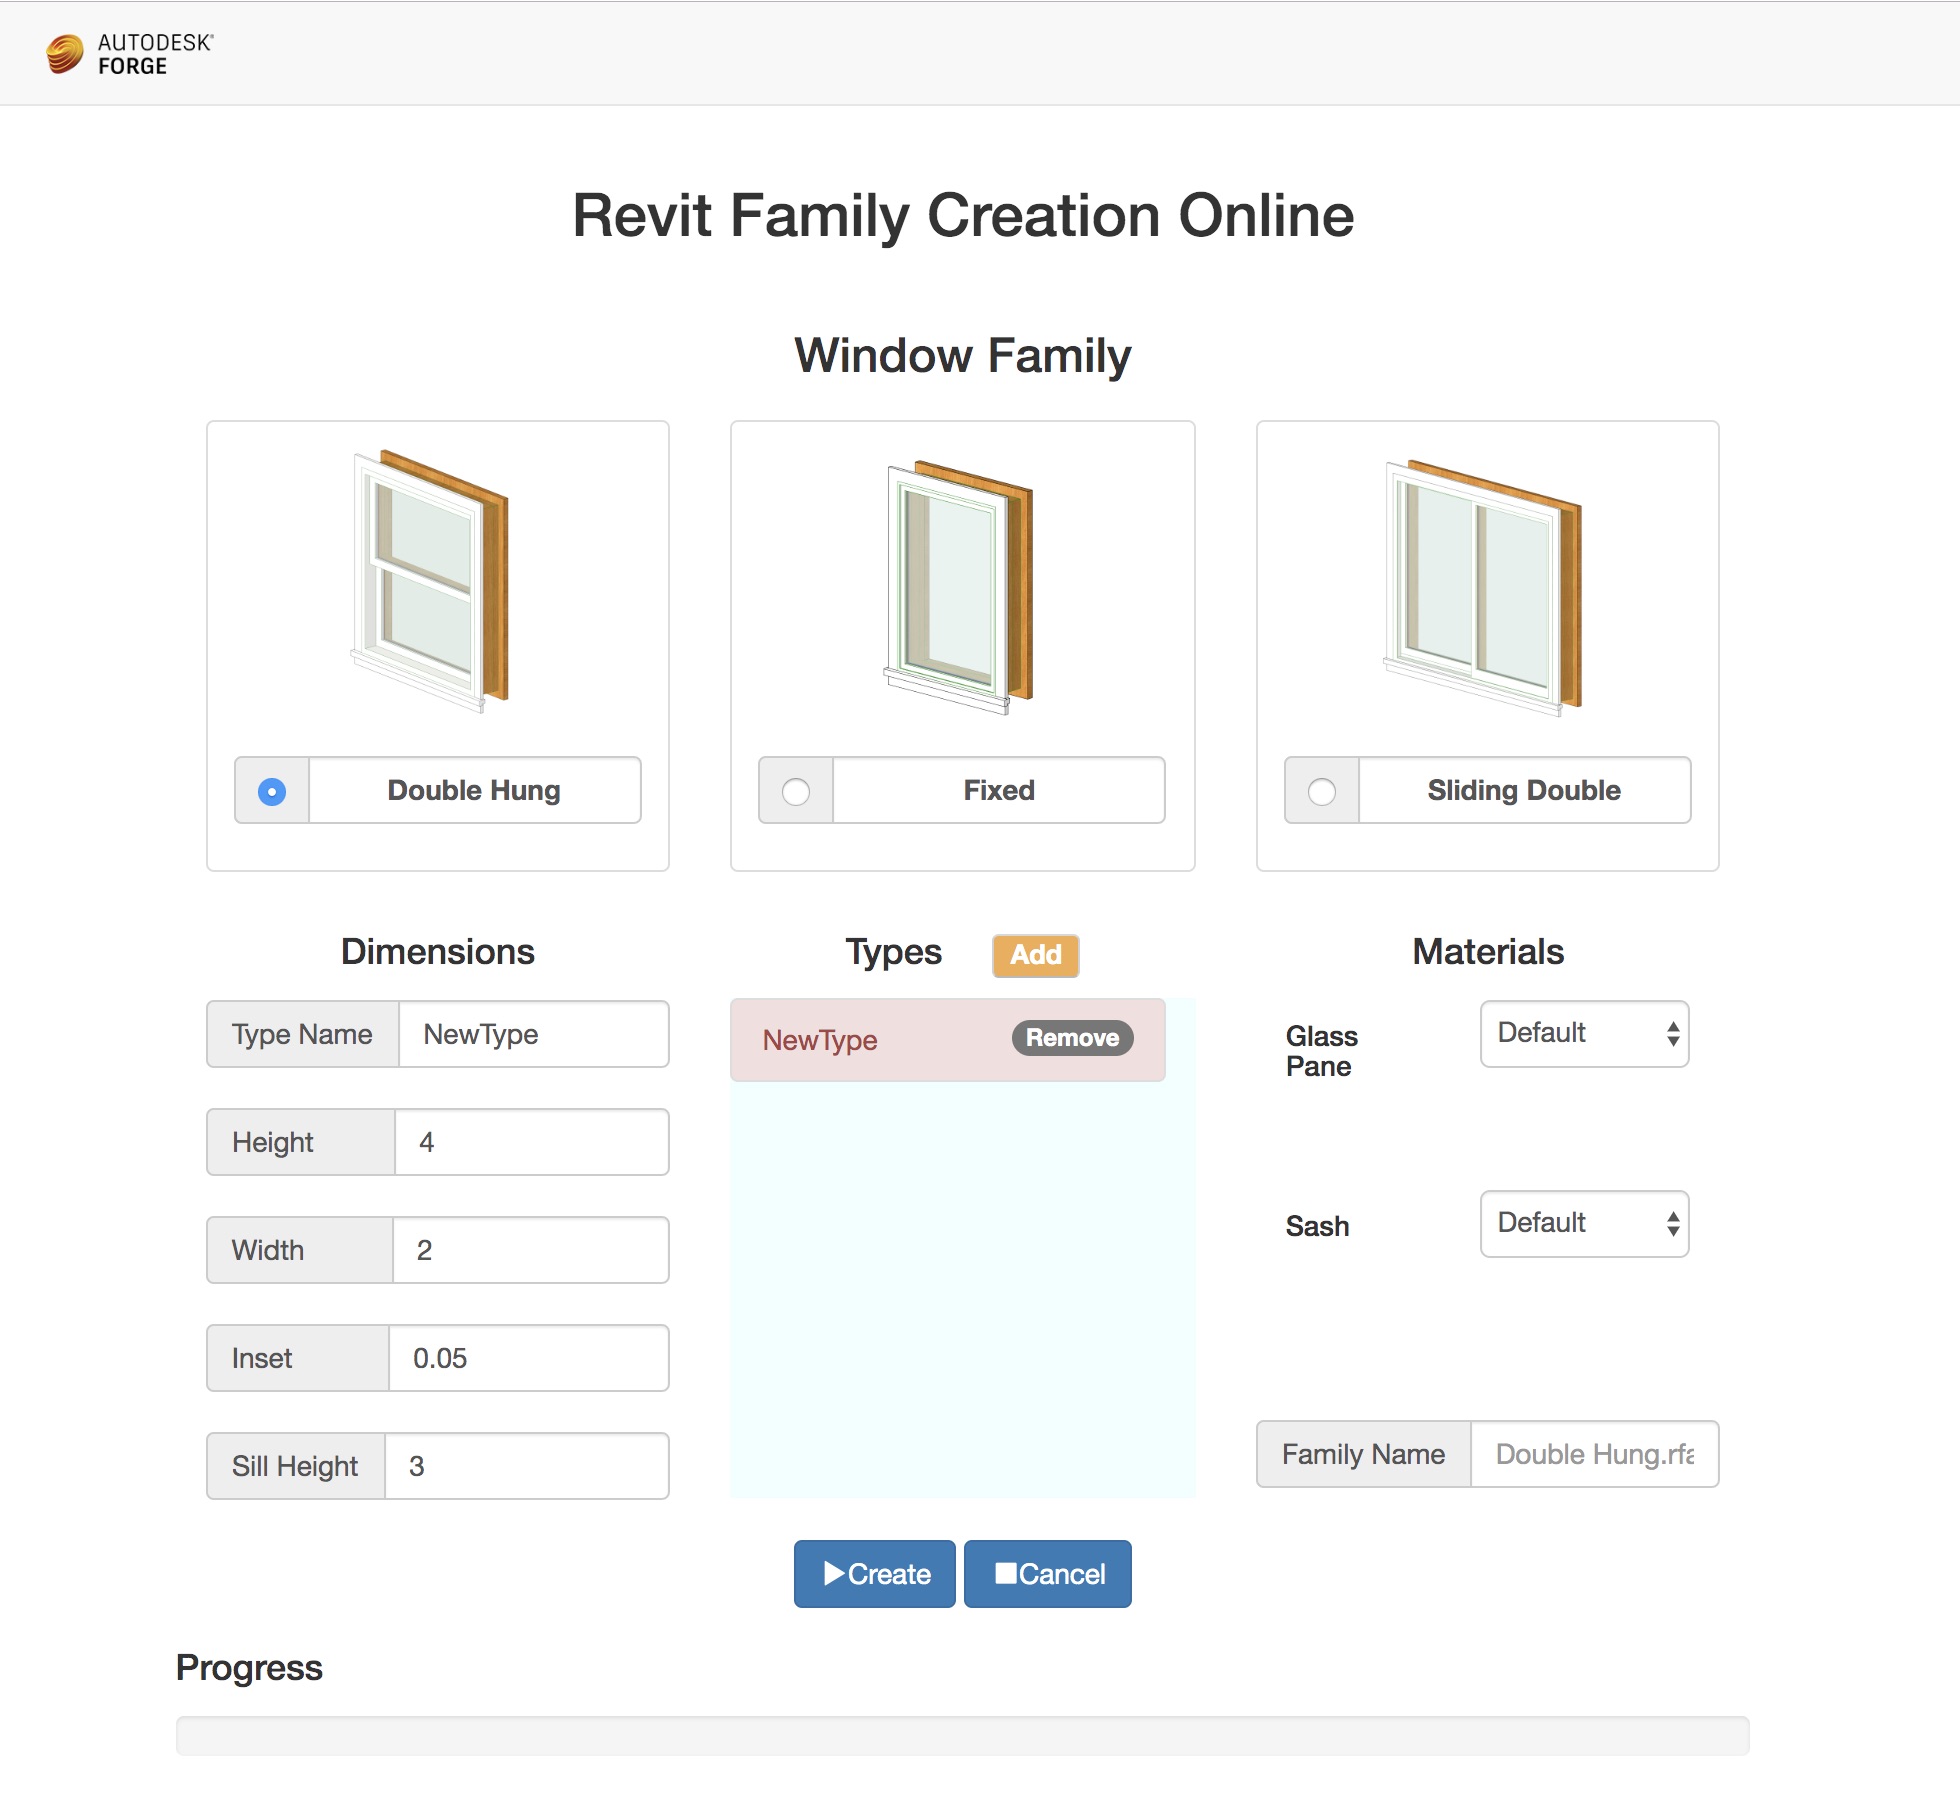 AUTODESK®
FORGE
Revit Family Creation Online
Window Family
Double Hung
Fixed
Sliding Double
Dimensions
Type Name NewType
Height 4
Width 2
Inset 0.05
Sill Height 3
Types Add
NewType Remove
Materials
Glass
Pane
Default
Sash Default
Family Name Double Hung.rfa
Create Cancel
Progress